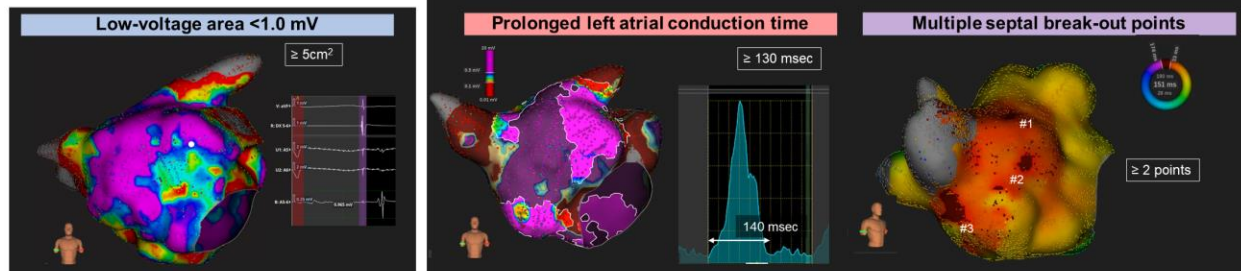 Low-voltage area <1.0 mV
≥ 5cm²
Prolonged left atrial conduction time
≥ 130 msec
140 msec
Multiple septal break-out points
151 ms
#1
#2
#3
≥ 2 points